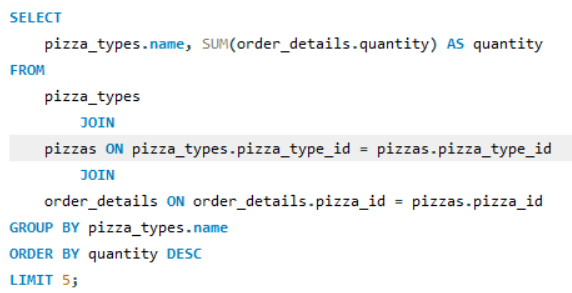 SELECT
    pizza_types.name, SUM(order_details.quantity) AS quantity
FROM
    pizza_types
        JOIN
    pizzas ON pizza_types.pizza_type_id = pizzas.pizza_type_id
        JOIN
    order_details ON order_details.pizza_id = pizzas.pizza_id
GROUP BY pizza_types.name
ORDER BY quantity DESC
LIMIT 5;